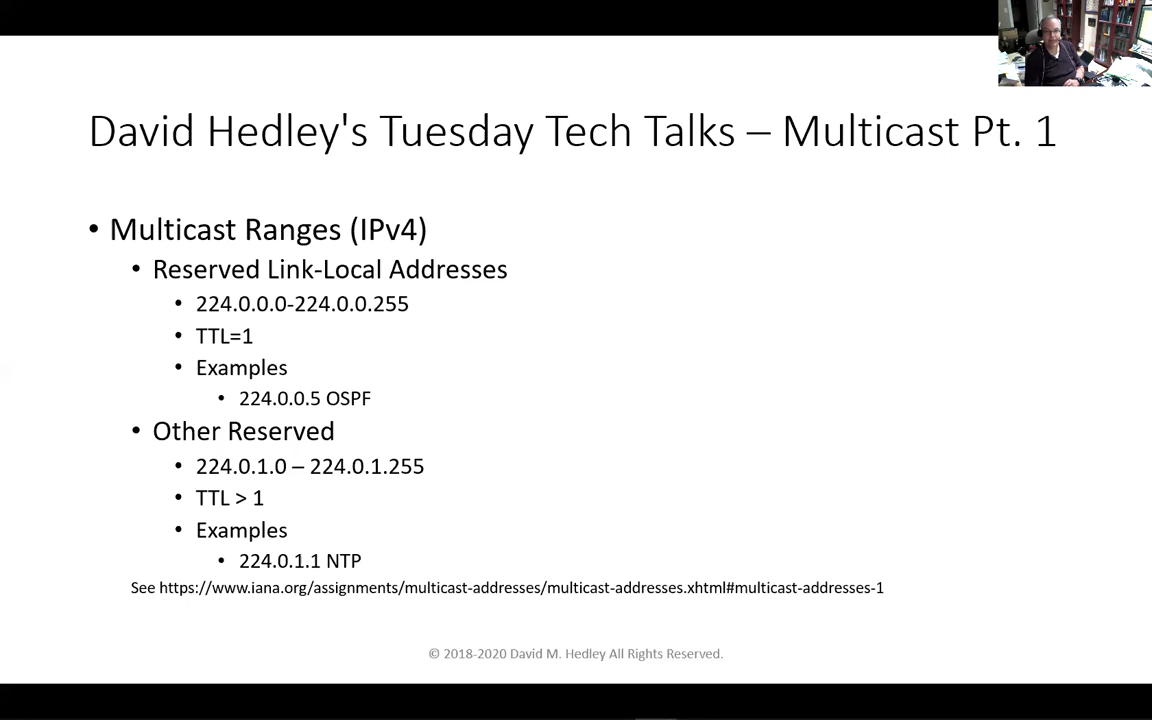 David Hedley's Tuesday Tech Talks – Multicast Pt. 1
• Multicast Ranges (IPv4)
• Reserved Link-Local Addresses
• 224.0.0.0-224.0.0.255
• TTL=1
• Examples
• 224.0.0.5 OSPF
• Other Reserved
• 224.0.1.0 – 224.0.1.255
• TTL > 1
• Examples
• 224.0.1.1 NTP
See https://www.iana.org/assignments/multicast-addresses/multicast-addresses.xhtml#multicast-addresses-1
© 2018-2020 David M. Hedley All Rights Reserved.